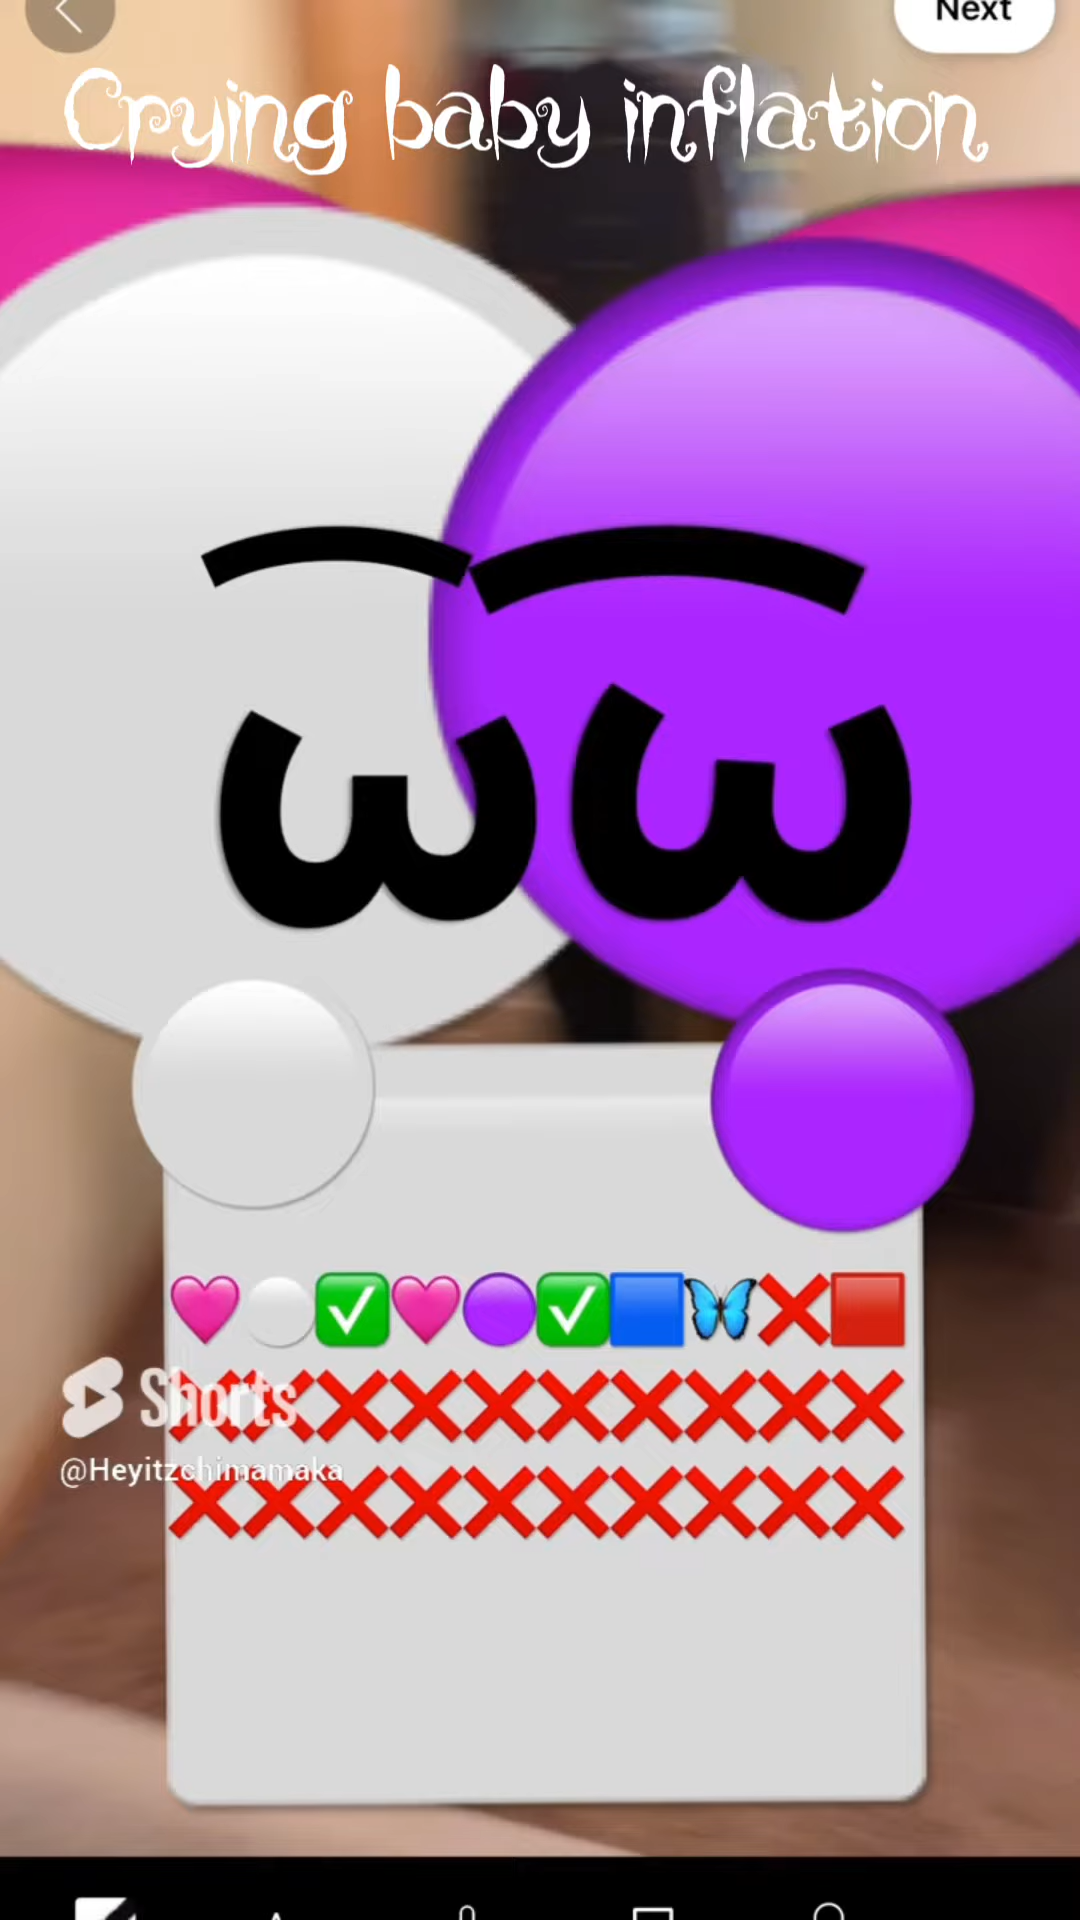 Next
Crying baby inflation
ω ω
🩷⚪✅🩷🟣✅🟦🦋❌🟥
❌❌❌❌❌❌❌❌❌❌
Shorts
@Heyitzchimamaka
❌❌❌❌❌❌❌❌❌❌